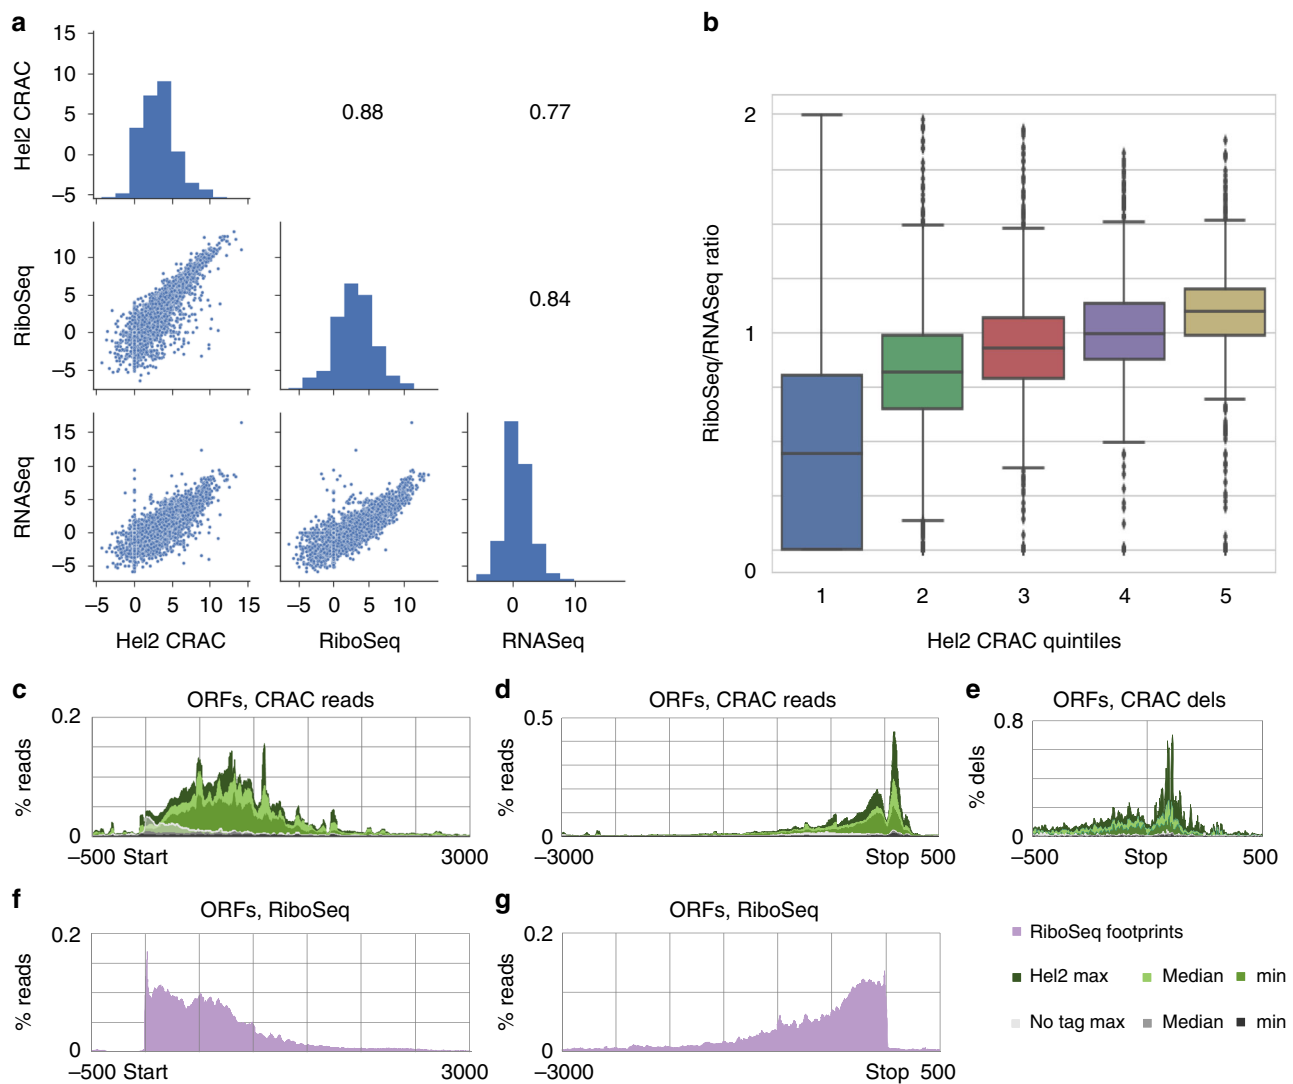 a
b
15
10
5
0
–5
Hel2 CRAC
0.88
0.77
10
5
0
–5
RiboSeq
0.84
15
10
5
0
–5
RNASeq
–5 0 5 10 15
–5 0 5 10
0 10
Hel2 CRAC
RiboSeq
RNASeq
2
1
0
RiboSeq/RNASeq ratio
1 2 3 4 5
Hel2 CRAC quintiles
c
ORFs, CRAC reads
0.2
0
% reads
–500 Start 3000
d
ORFs, CRAC reads
0.5
0
% reads
–3000 Stop 500
e
ORFs, CRAC dels
0.8
0
% dels
–500 Stop 500
f
ORFs, RiboSeq
0.2
0
% reads
–500 Start 3000
g
ORFs, RiboSeq
0.2
0
% reads
–3000 Stop 500
RiboSeq footprints
Hel2 max Median min
No tag max Median min